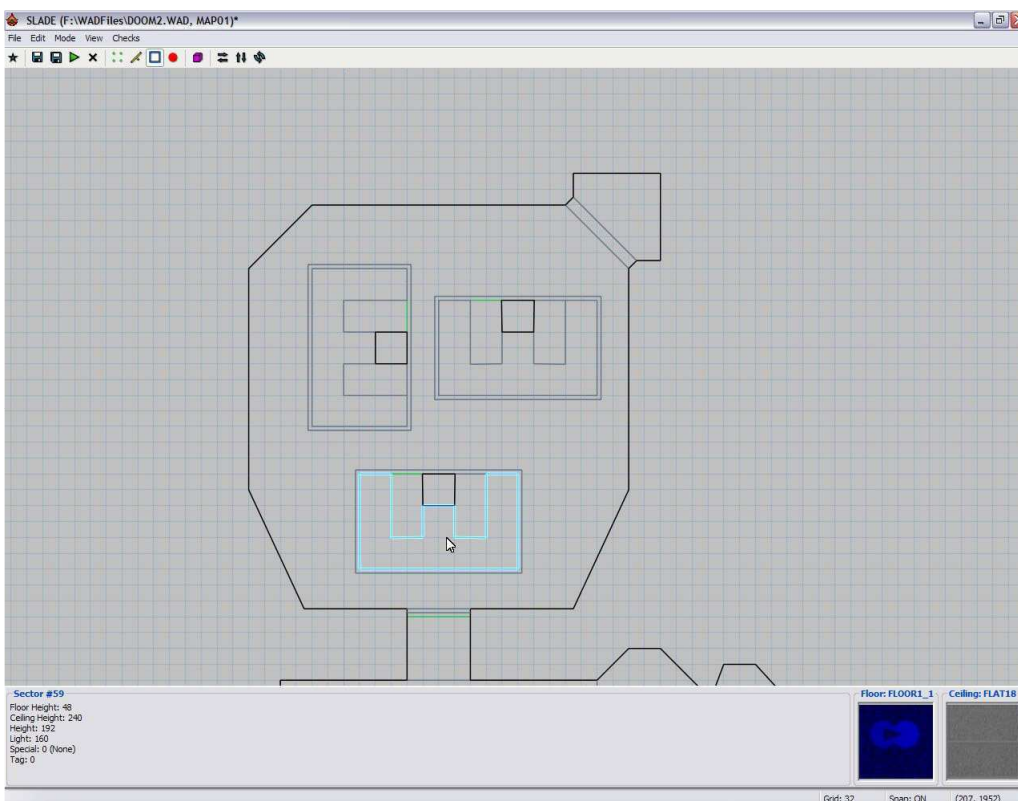 SLADE (F:\WADFiles\DOOM2.WAD, MAP01)*
File Edit Mode View Checks
Sector #59
Floor Height: 48
Ceiling Height: 240
Height: 192
Light: 160
Special: 0 (None)
Tag: 0
Floor: FLOOR1_1
Ceiling: FLAT18
Grid: 32 Snap: ON (207, 1952)